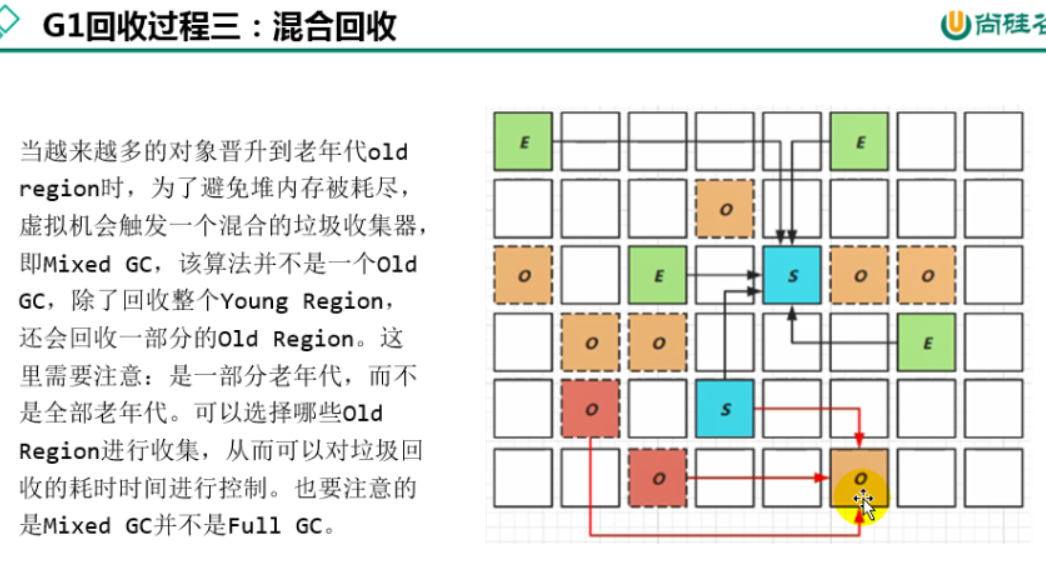 G1回收过程三：混合回收
尚硅谷
当越来越多的对象晋升到老年代old
region时，为了避免堆内存被耗尽，
虚拟机会触发一个混合的垃圾收集器，
即Mixed GC，该算法并不是一个Old
GC，除了回收整个Young Region，
还会回收一部分的Old Region。这
里需要注意：是一部分老年代，而不
是全部老年代。可以选择哪些Old
Region进行收集，从而可以对垃圾回
收的耗时时间进行控制。也要注意的
是Mixed GC并不是Full GC。
E E
O
O E S O O
O O E
O S
O O